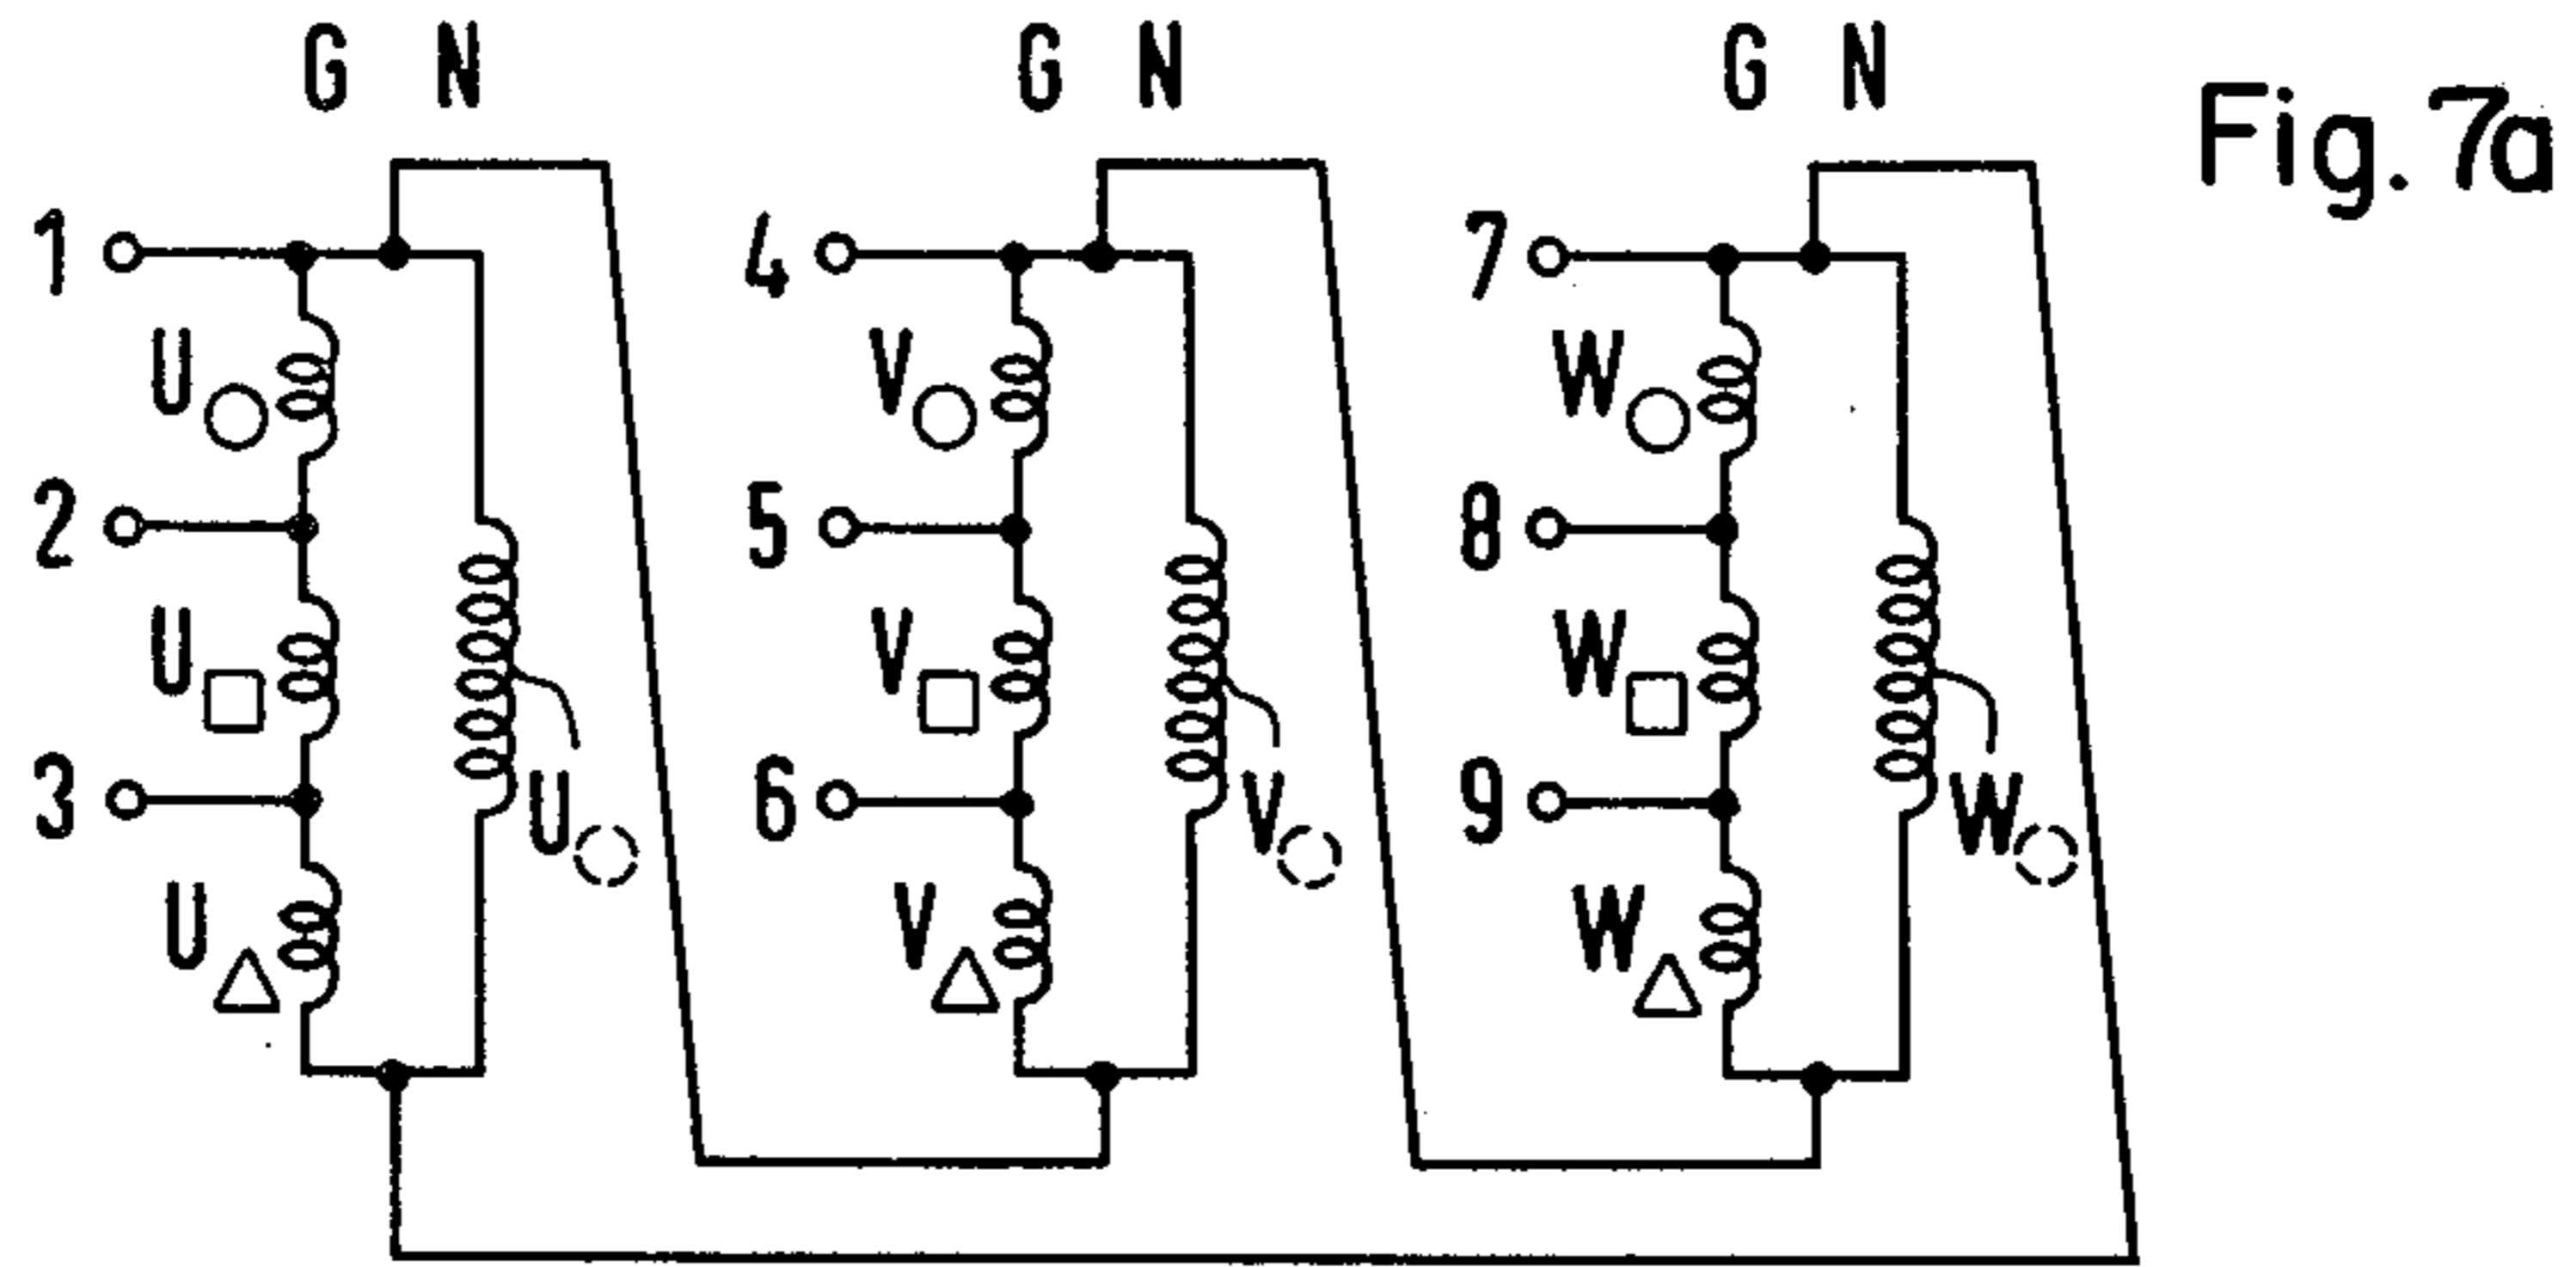 G N G N G N
Fig. 7a
1 4 7
U○ V○ W○
2 5 8
U□ V□ W□
3 6 9
U◌ V◌ W◌
U△ V△ W△